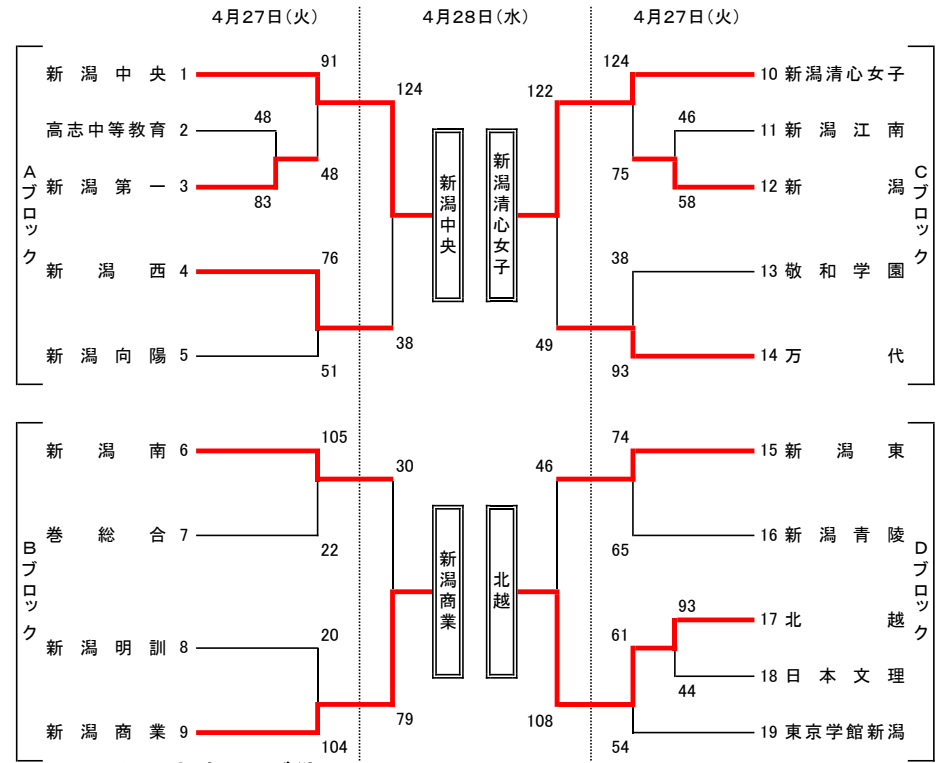 4月27日(火)
4月28日(水)
4月27日(火)
Aブロック
新潟中央 1
91
高志中等教育 2
48
新潟第一 3
83
48
新潟西 4
76
新潟向陽 5
51
124
38
新潟中央
新潟清心女子
122
49
Cブロック
124
10 新潟清心女子
46
11 新潟江南
75
58
12 新潟
38
13 敬和学園
93
14 万代
Bブロック
新潟南 6
105
巻総合 7
22
新潟明訓 8
20
新潟商業 9
104
30
79
新潟商業
北越
46
108
Dブロック
74
15 新潟東
65
16 新潟青陵
93
17 北越
61
44
18 日本文理
54
19 東京学館新潟